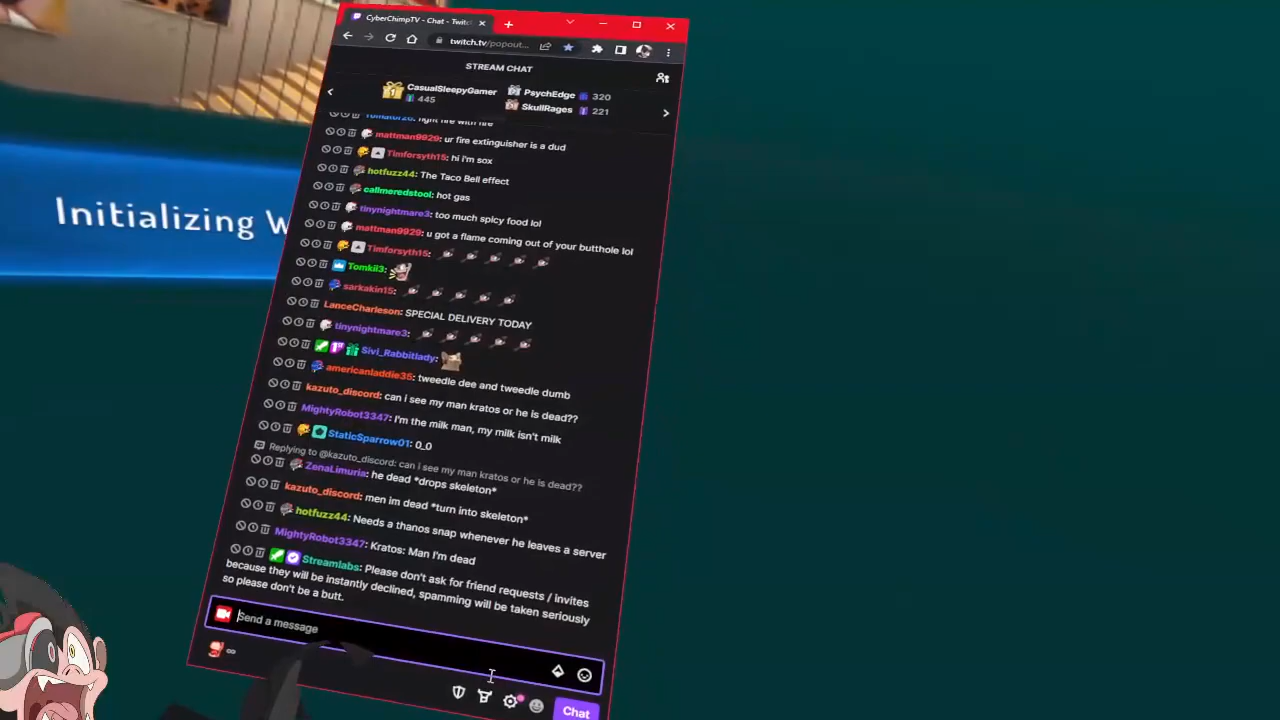 CyberChimpTV - Chat - Twitc
twitch.tv/popout...
STREAM CHAT
CasualSleepyGamer
445
PsychEdge 320
SkullRages 221
fight fire with fire
mattman9929: ur fire extinguisher is a dud
Timforsyth15: hi i'm sox
hotfuzz44: The Taco Bell effect
callmeredstool: hot gas
tinynightmare3: too much spicy food lol
mattman9929: u got a flame coming out of your butthole lol
Timforsyth15:
Tomkii3:
sarkakin15:
LanceCharleson: SPECIAL DELIVERY TODAY
tinynightmare3:
Sivi_Rabbitlady:
americanladdie35: tweedle dee and tweedle dumb
kazuto_discord: can i see my man kratos or he is dead??
MightyRobot3347: I'm the milk man, my milk isn't milk
StaticSparrow01: 0_0
Replying to @kazuto_discord: can i see my man kratos or he is dead??
ZenaLimuria: he dead *drops skeleton*
kazuto_discord: men im dead *turn into skeleton*
hotfuzz44: Needs a thanos snap whenever he leaves a server
MightyRobot3347: Kratos: Man I'm dead
Streamlabs: Please don't ask for friend requests / invites
because they will be instantly declined, spamming will be taken seriously
so please don't be a butt.
Send a message
∞
Chat
Initializing W